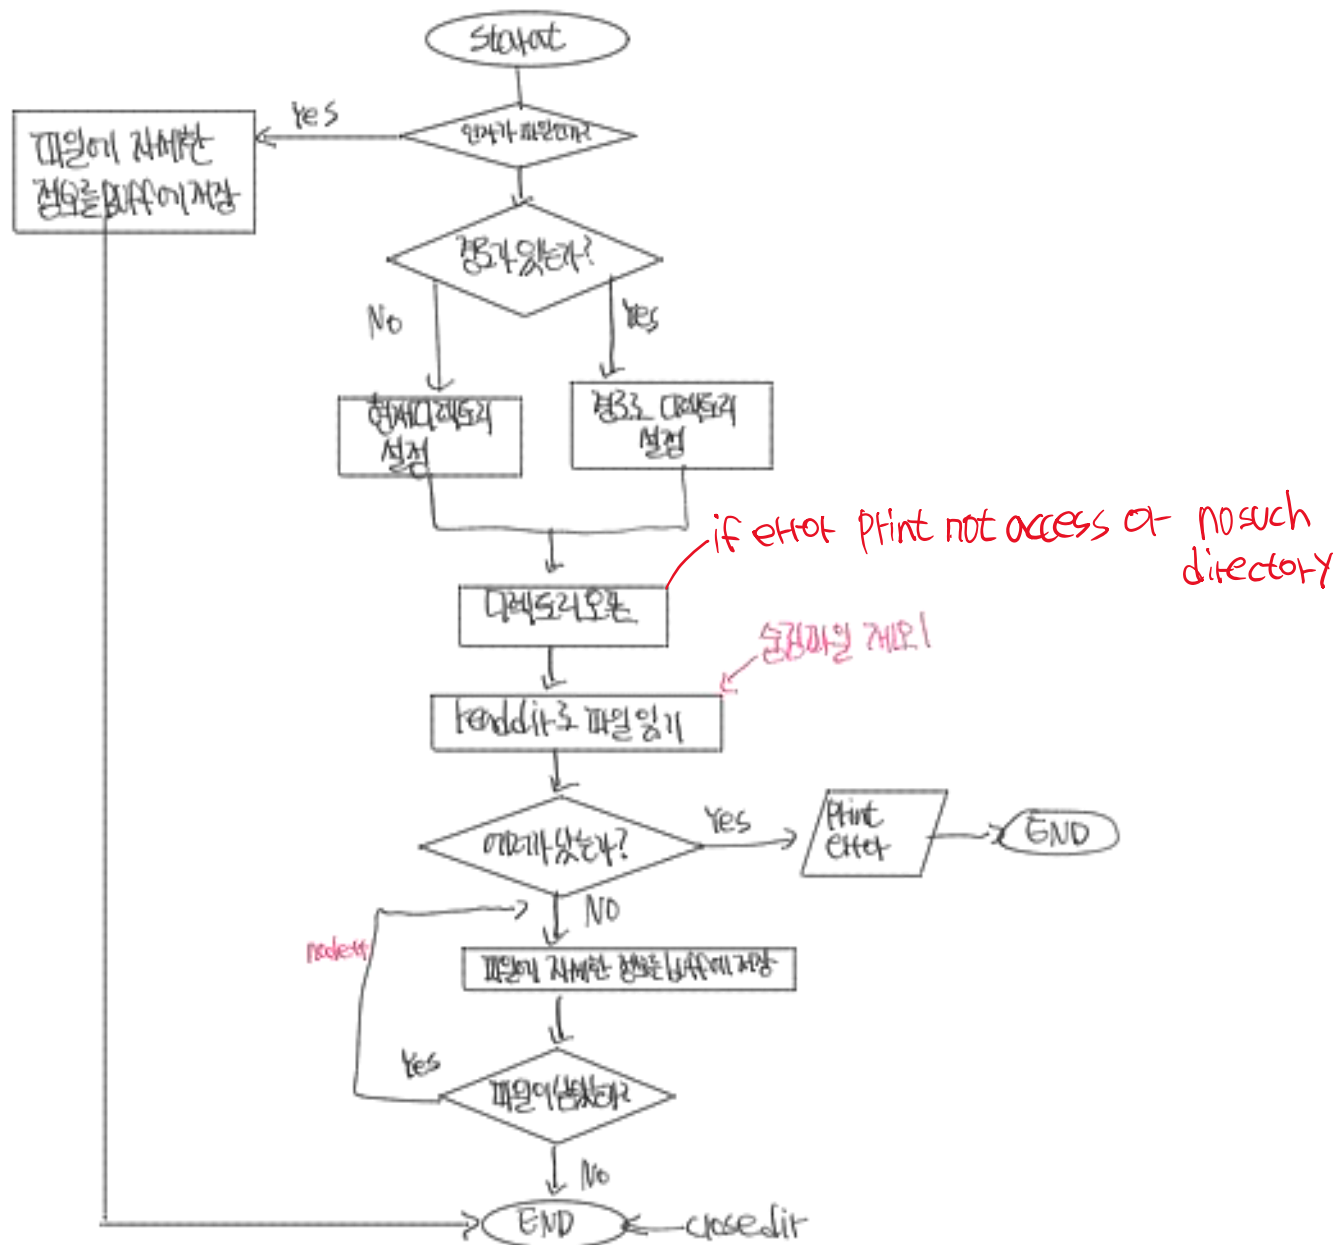 Start
인자가 파일인가?
Yes
파일에 자세한
정보를 Buff에 저장
경로가 있는가?
No
Yes
현재디렉토리
설정
경로로 디렉토리
설정
if error print not access or no such
directory
디렉토리오픈
숨김파일 제외!
readdir로 파일 읽기
에러가 났는가?
Yes
Print
error
END
NO
파일에 자세한 정보를 buff에 저장
Yes
파일이 남았는가?
No
END
closedir